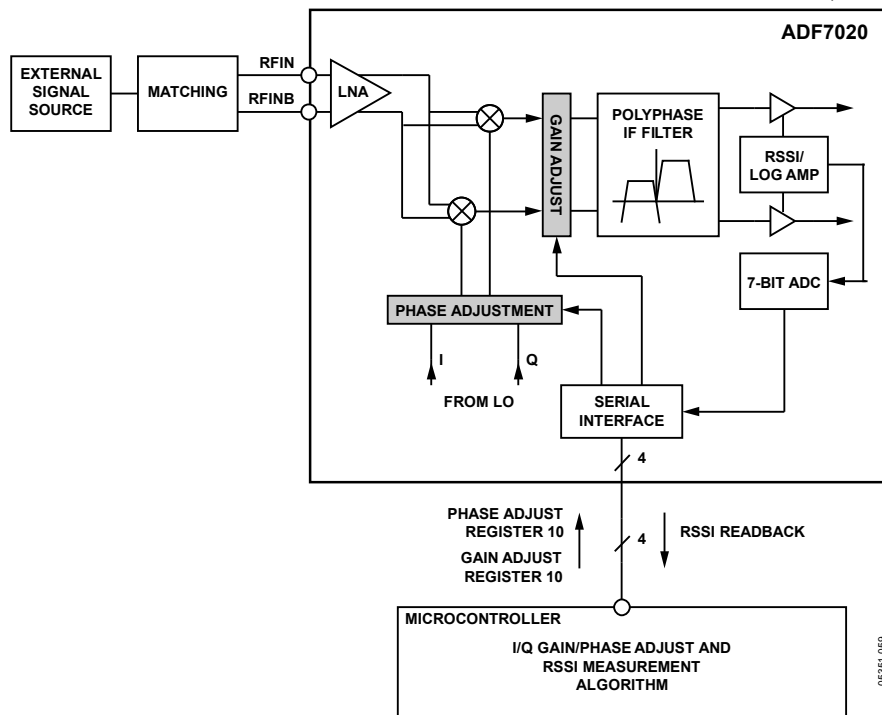 ADF7020
EXTERNAL
SIGNAL
SOURCE
MATCHING
RFIN
RFINB
LNA
GAIN ADJUST
POLYPHASE
IF FILTER
RSSI/
LOG AMP
7-BIT ADC
PHASE ADJUSTMENT
I
Q
FROM LO
SERIAL
INTERFACE
4
PHASE ADJUST
REGISTER 10
GAIN ADJUST
REGISTER 10
4
RSSI READBACK
MICROCONTROLLER
I/Q GAIN/PHASE ADJUST AND
RSSI MEASUREMENT
ALGORITHM
05351-059